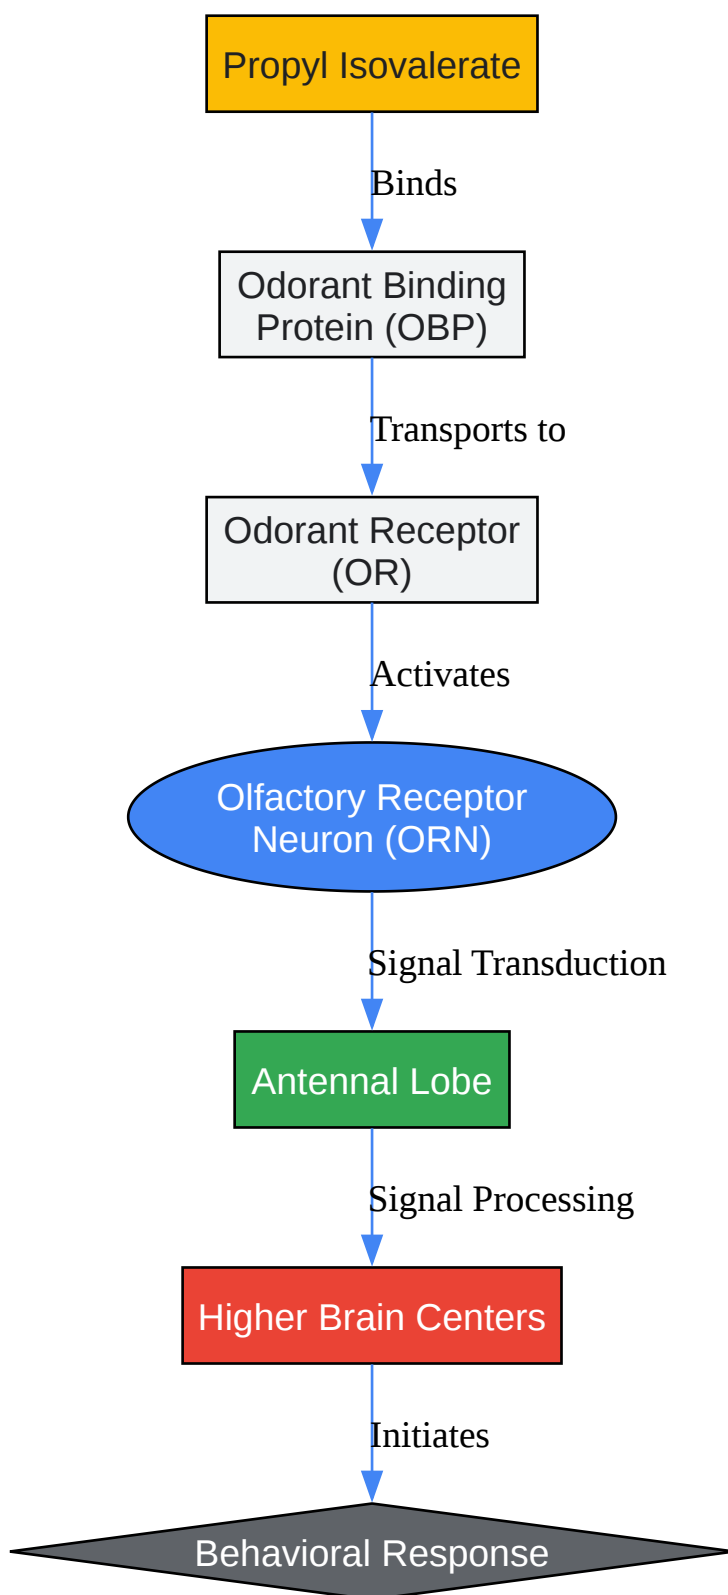 Propyl Isovalerate
Binds
Odorant Binding
Protein (OBP)
Transports to
Odorant Receptor
(OR)
Activates
Olfactory Receptor
Neuron (ORN)
Signal Transduction
Antennal Lobe
Signal Processing
Higher Brain Centers
Initiates
Behavioral Response